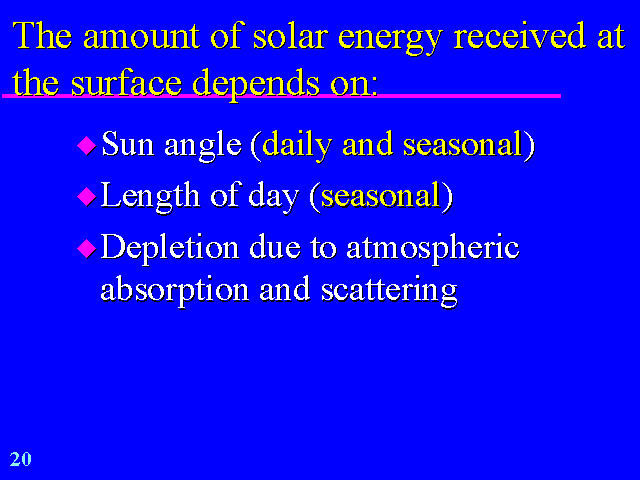 The amount of solar energy received at
the surface depends on:
Sun angle (daily and seasonal)
Length of day (seasonal)
Depletion due to atmospheric
absorption and scattering
20